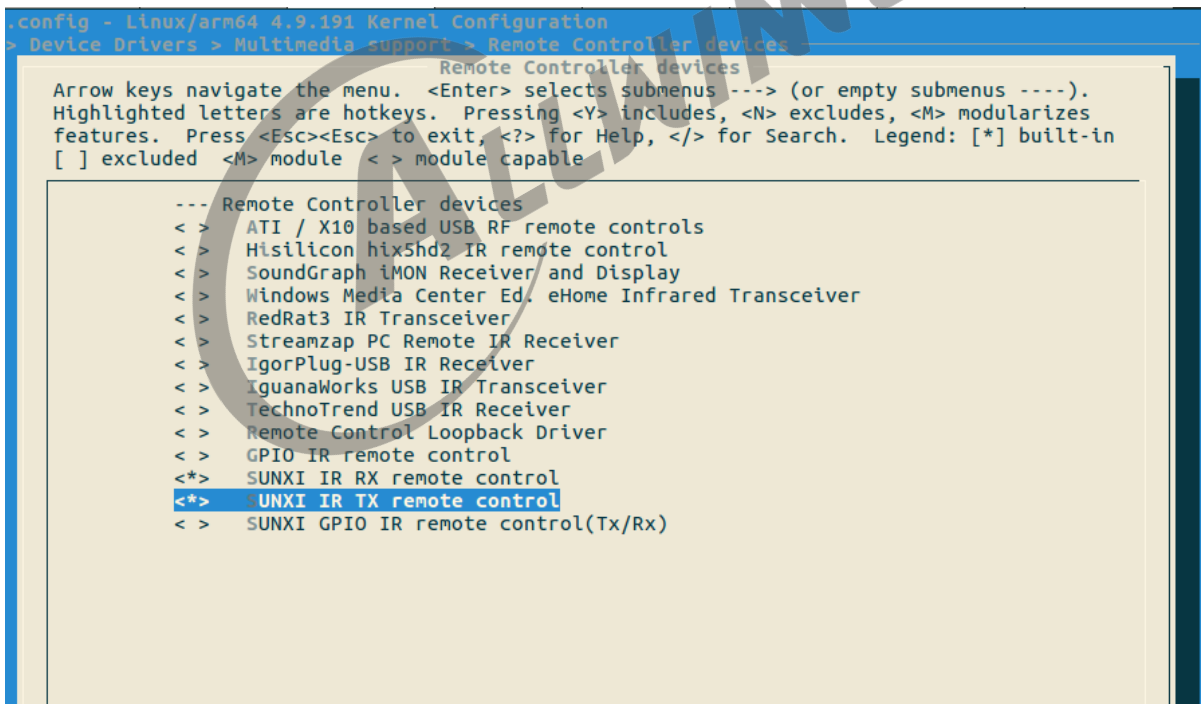 .config - Linux/arm64 4.9.191 Kernel Configuration
> Device Drivers > Multimedia support > Remote Controller devices
Remote Controller devices
Arrow keys navigate the menu.  <Enter> selects submenus ---> (or empty submenus ----).
Highlighted letters are hotkeys.  Pressing <Y> includes, <N> excludes, <M> modularizes
features.  Press <Esc><Esc> to exit, <?> for Help, </> for Search.  Legend: [*] built-in
[ ] excluded  <M> module  < > module capable
--- Remote Controller devices
< >   ATI / X10 based USB RF remote controls
< >   Hisilicon hix5hd2 IR remote control
< >   SoundGraph iMON Receiver and Display
< >   Windows Media Center Ed. eHome Infrared Transceiver
< >   RedRat3 IR Transceiver
< >   Streamzap PC Remote IR Receiver
< >   IgorPlug-USB IR Receiver
< >   IguanaWorks USB IR Transceiver
< >   TechnoTrend USB IR Receiver
< >   Remote Control Loopback Driver
< >   GPIO IR remote control
<*>   SUNXI IR RX remote control
<*>   SUNXI IR TX remote control
< >   SUNXI GPIO IR remote control(Tx/Rx)